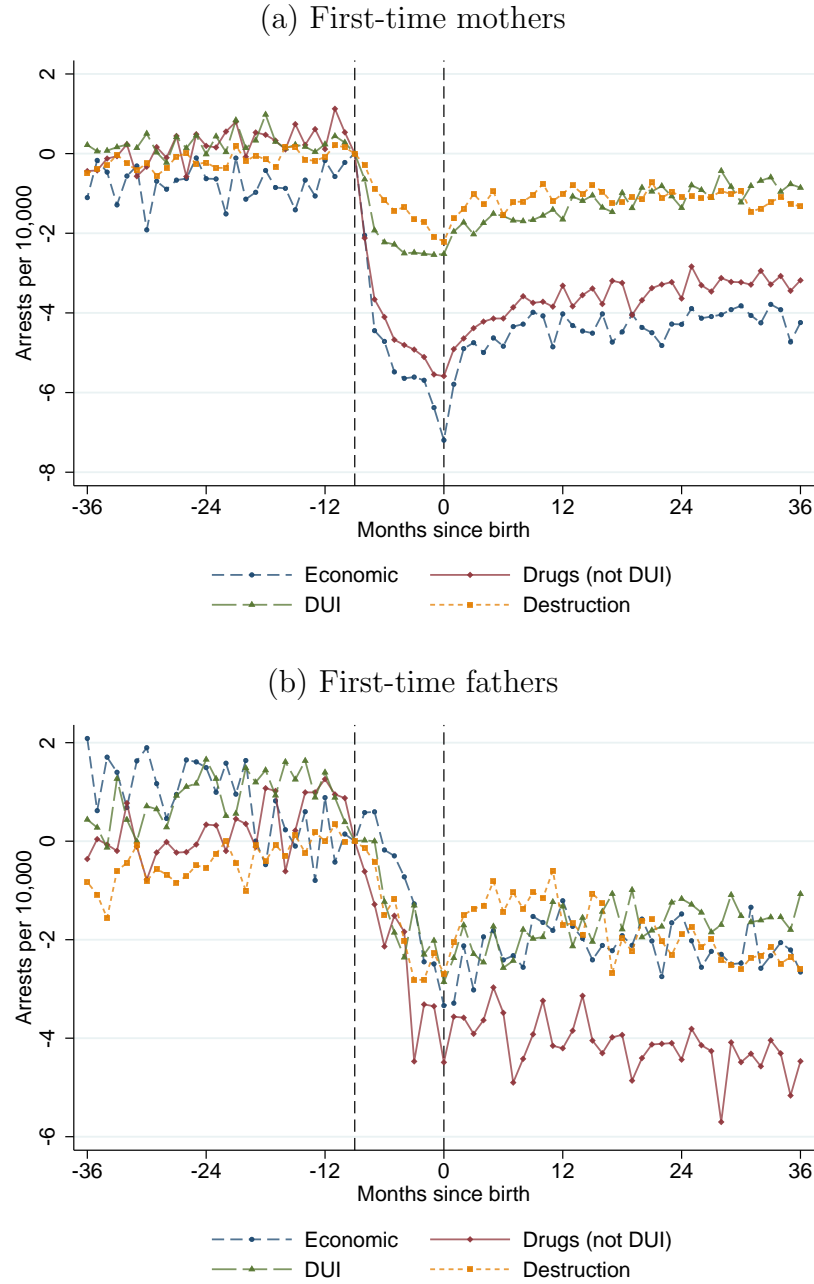 (a) First-time mothers
2
0
-2
-4
-6
-8
Arrests per 10,000
-36 -24 -12 0 12 24 36
Months since birth
Economic Drugs (not DUI)
DUI Destruction
(b) First-time fathers
2
0
-2
-4
-6
Arrests per 10,000
-36 -24 -12 0 12 24 36
Months since birth
Economic Drugs (not DUI)
DUI Destruction